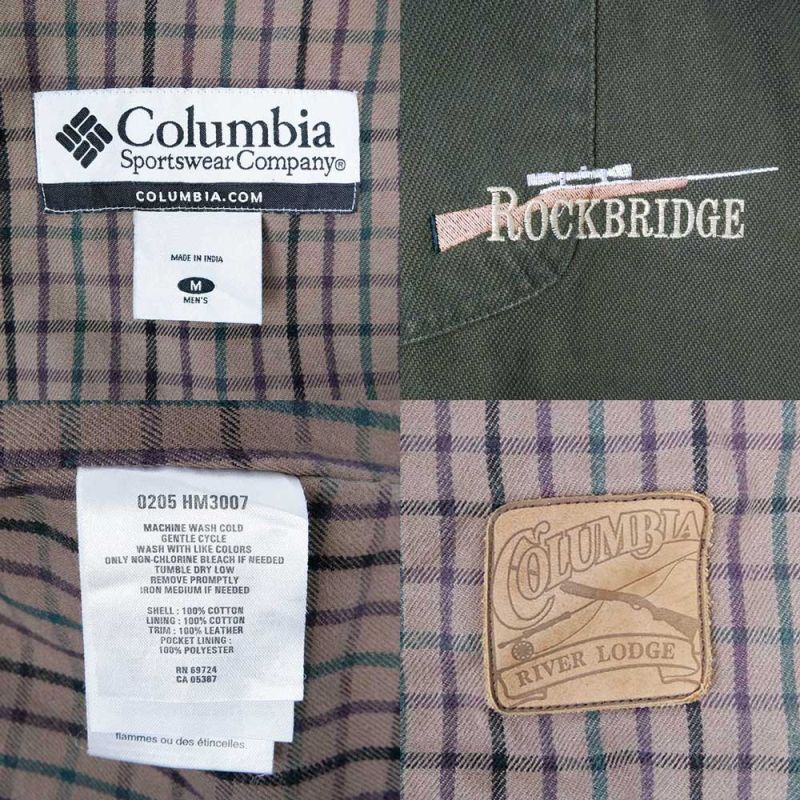 Columbia
Sportswear Company®
COLUMBIA.COM
MADE IN INDIA
M
MEN'S
ROCKBRIDGE
0205 HM3007
MACHINE WASH COLD
GENTLE CYCLE
WASH WITH LIKE COLORS
ONLY NON-CHLORINE BLEACH IF NEEDED
TUMBLE DRY LOW
REMOVE PROMPTLY
IRON MEDIUM IF NEEDED
SHELL : 100% COTTON
LINING : 100% COTTON
TRIM : 100% LEATHER
POCKET LINING :
100% POLYESTER
RN 69724
CA 05367
flammes ou des étincelles.
COLUMBIA
RIVER LODGE